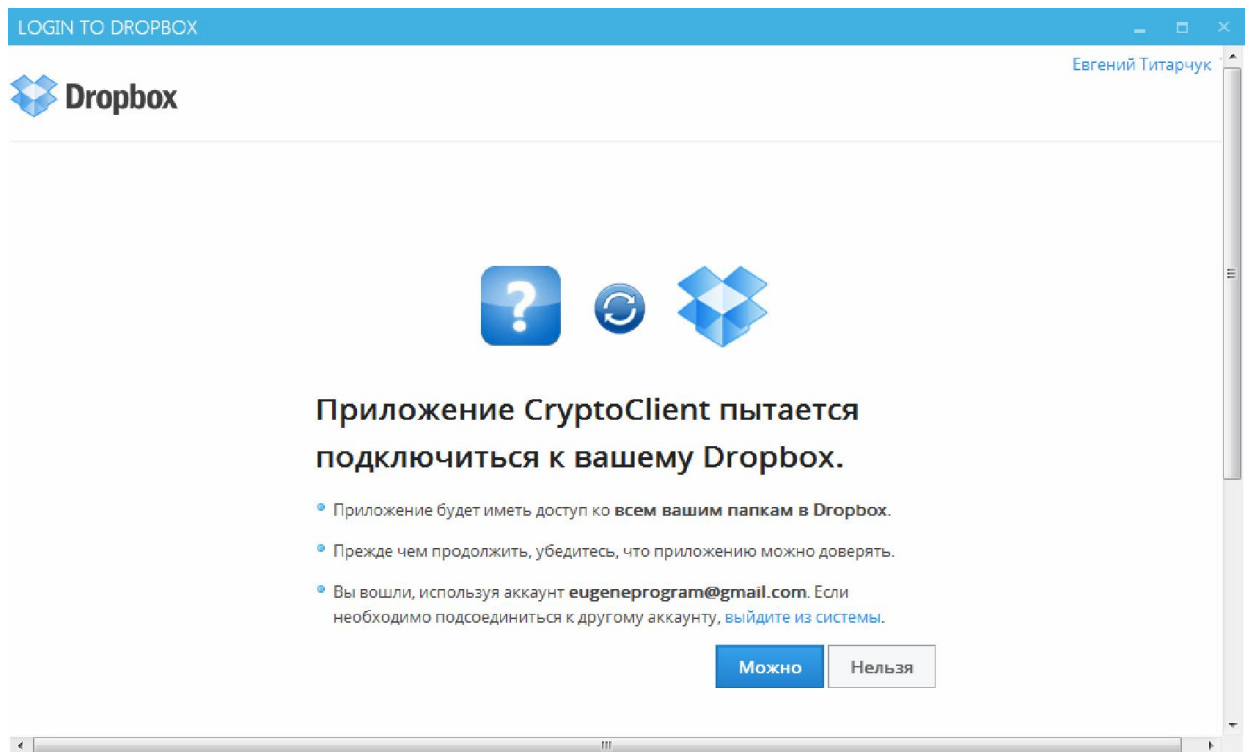 LOGIN TO DROPBOX
Евгений Титарчук
Dropbox
?
Приложение CryptoClient пытается
подключиться к вашему Dropbox.
Приложение будет иметь доступ ко всем вашим папкам в Dropbox.
Прежде чем продолжить, убедитесь, что приложению можно доверять.
Вы вошли, используя аккаунт eugeneprogram@gmail.com. Если
необходимо подсоединиться к другому аккаунту, выйдите из системы.
Можно Нельзя